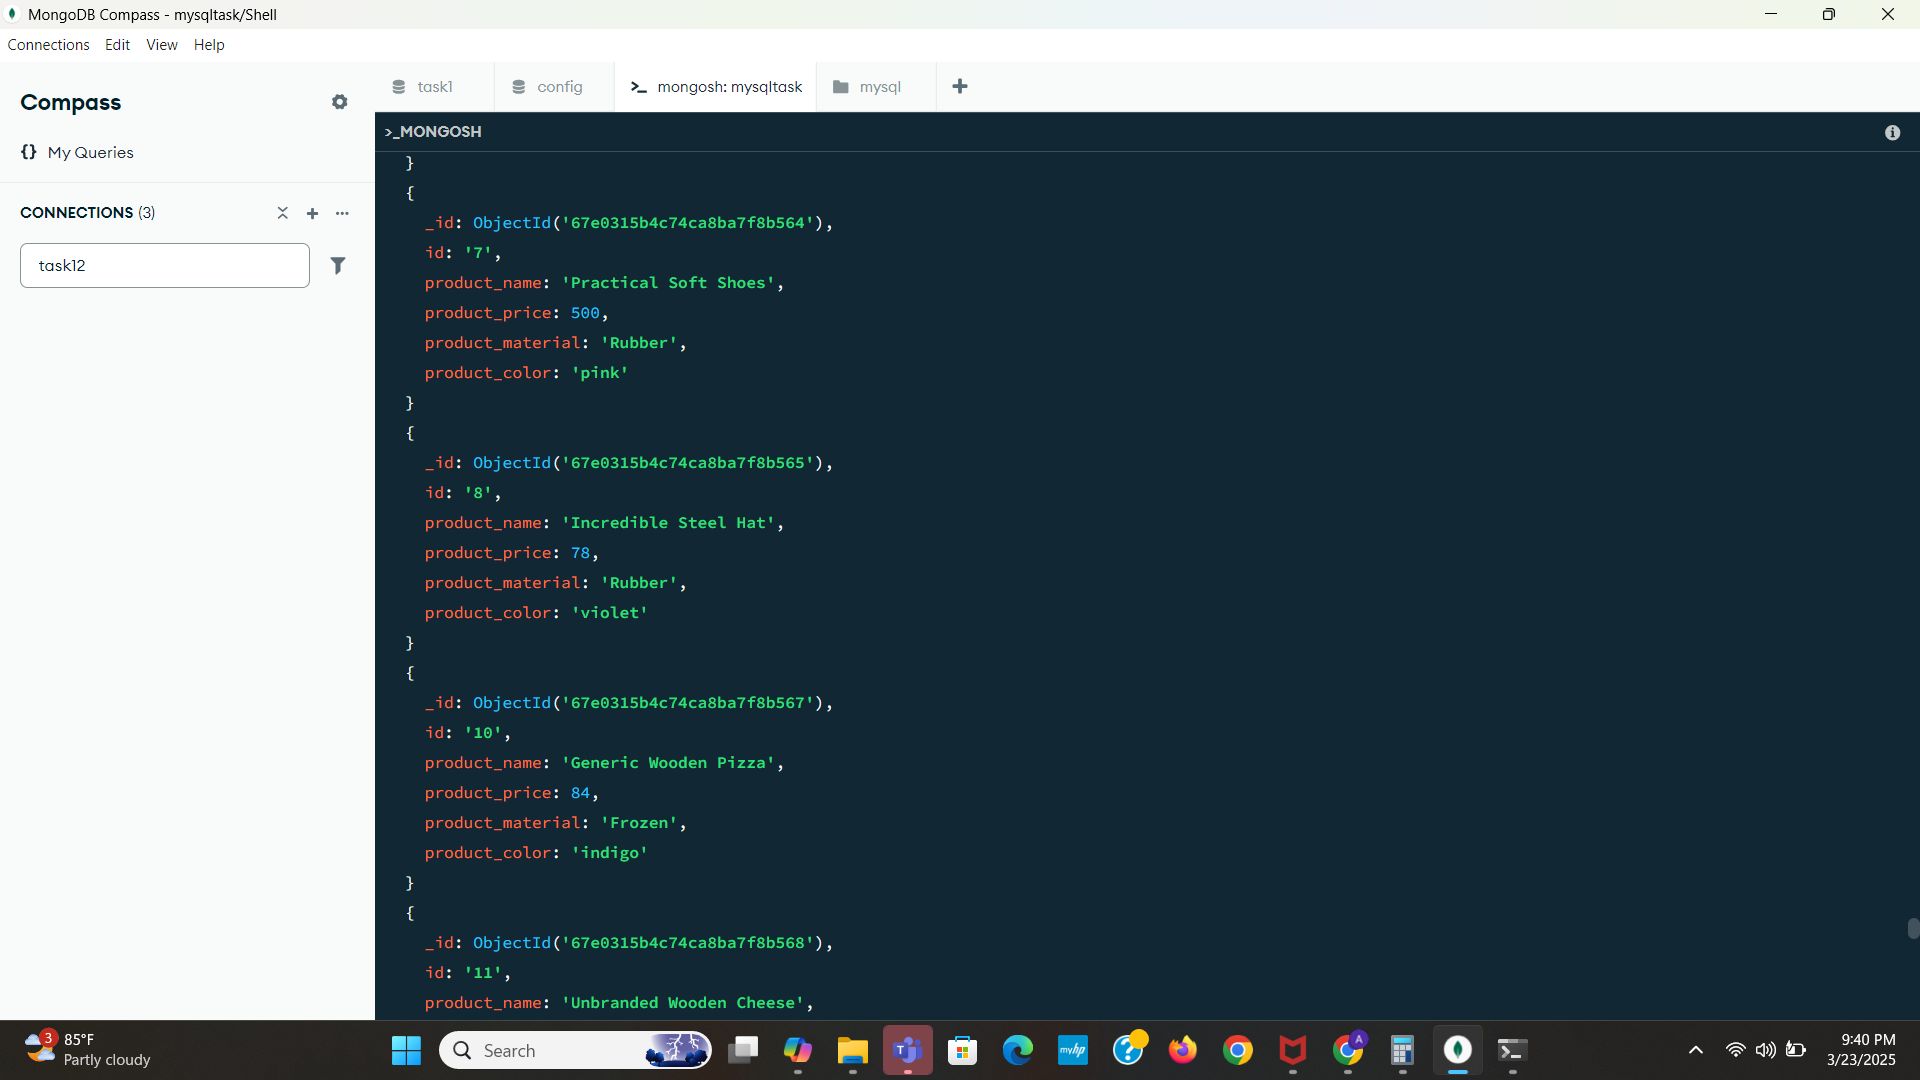 MongoDB Compass - mysqltask/Shell
Connections Edit View Help
Compass
{} My Queries
CONNECTIONS (3)
task12
task1 config >_ mongosh: mysqltask mysql +
>_MONGOSH
}
{
_id: ObjectId('67e0315b4c74ca8ba7f8b564'),
id: '7',
product_name: 'Practical Soft Shoes',
product_price: 500,
product_material: 'Rubber',
product_color: 'pink'
}
{
_id: ObjectId('67e0315b4c74ca8ba7f8b565'),
id: '8',
product_name: 'Incredible Steel Hat',
product_price: 78,
product_material: 'Rubber',
product_color: 'violet'
}
{
_id: ObjectId('67e0315b4c74ca8ba7f8b567'),
id: '10',
product_name: 'Generic Wooden Pizza',
product_price: 84,
product_material: 'Frozen',
product_color: 'indigo'
}
{
_id: ObjectId('67e0315b4c74ca8ba7f8b568'),
id: '11',
product_name: 'Unbranded Wooden Cheese',
3
85°F
Partly cloudy
Search
myhp
A
9:40 PM
3/23/2025